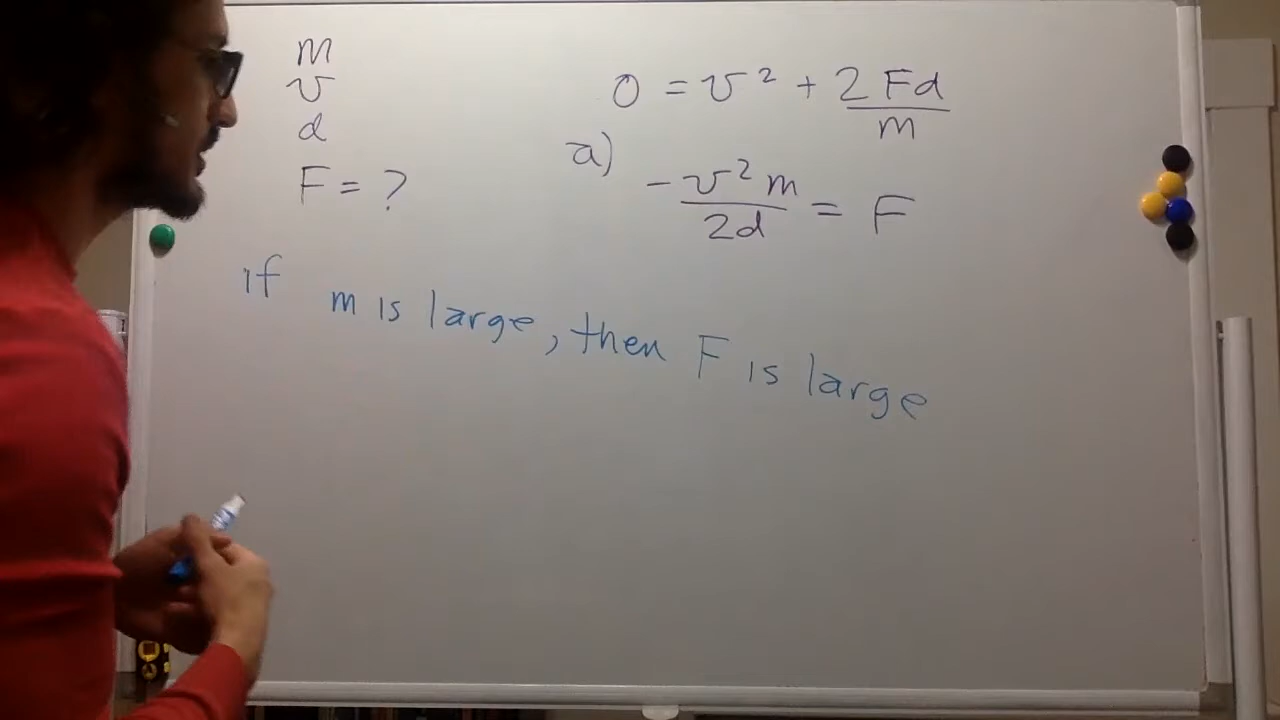 m
v
d
F = ?
0 = v² + 2Fd/m
a)
-v²m/2d = F
if m is large, then F is large